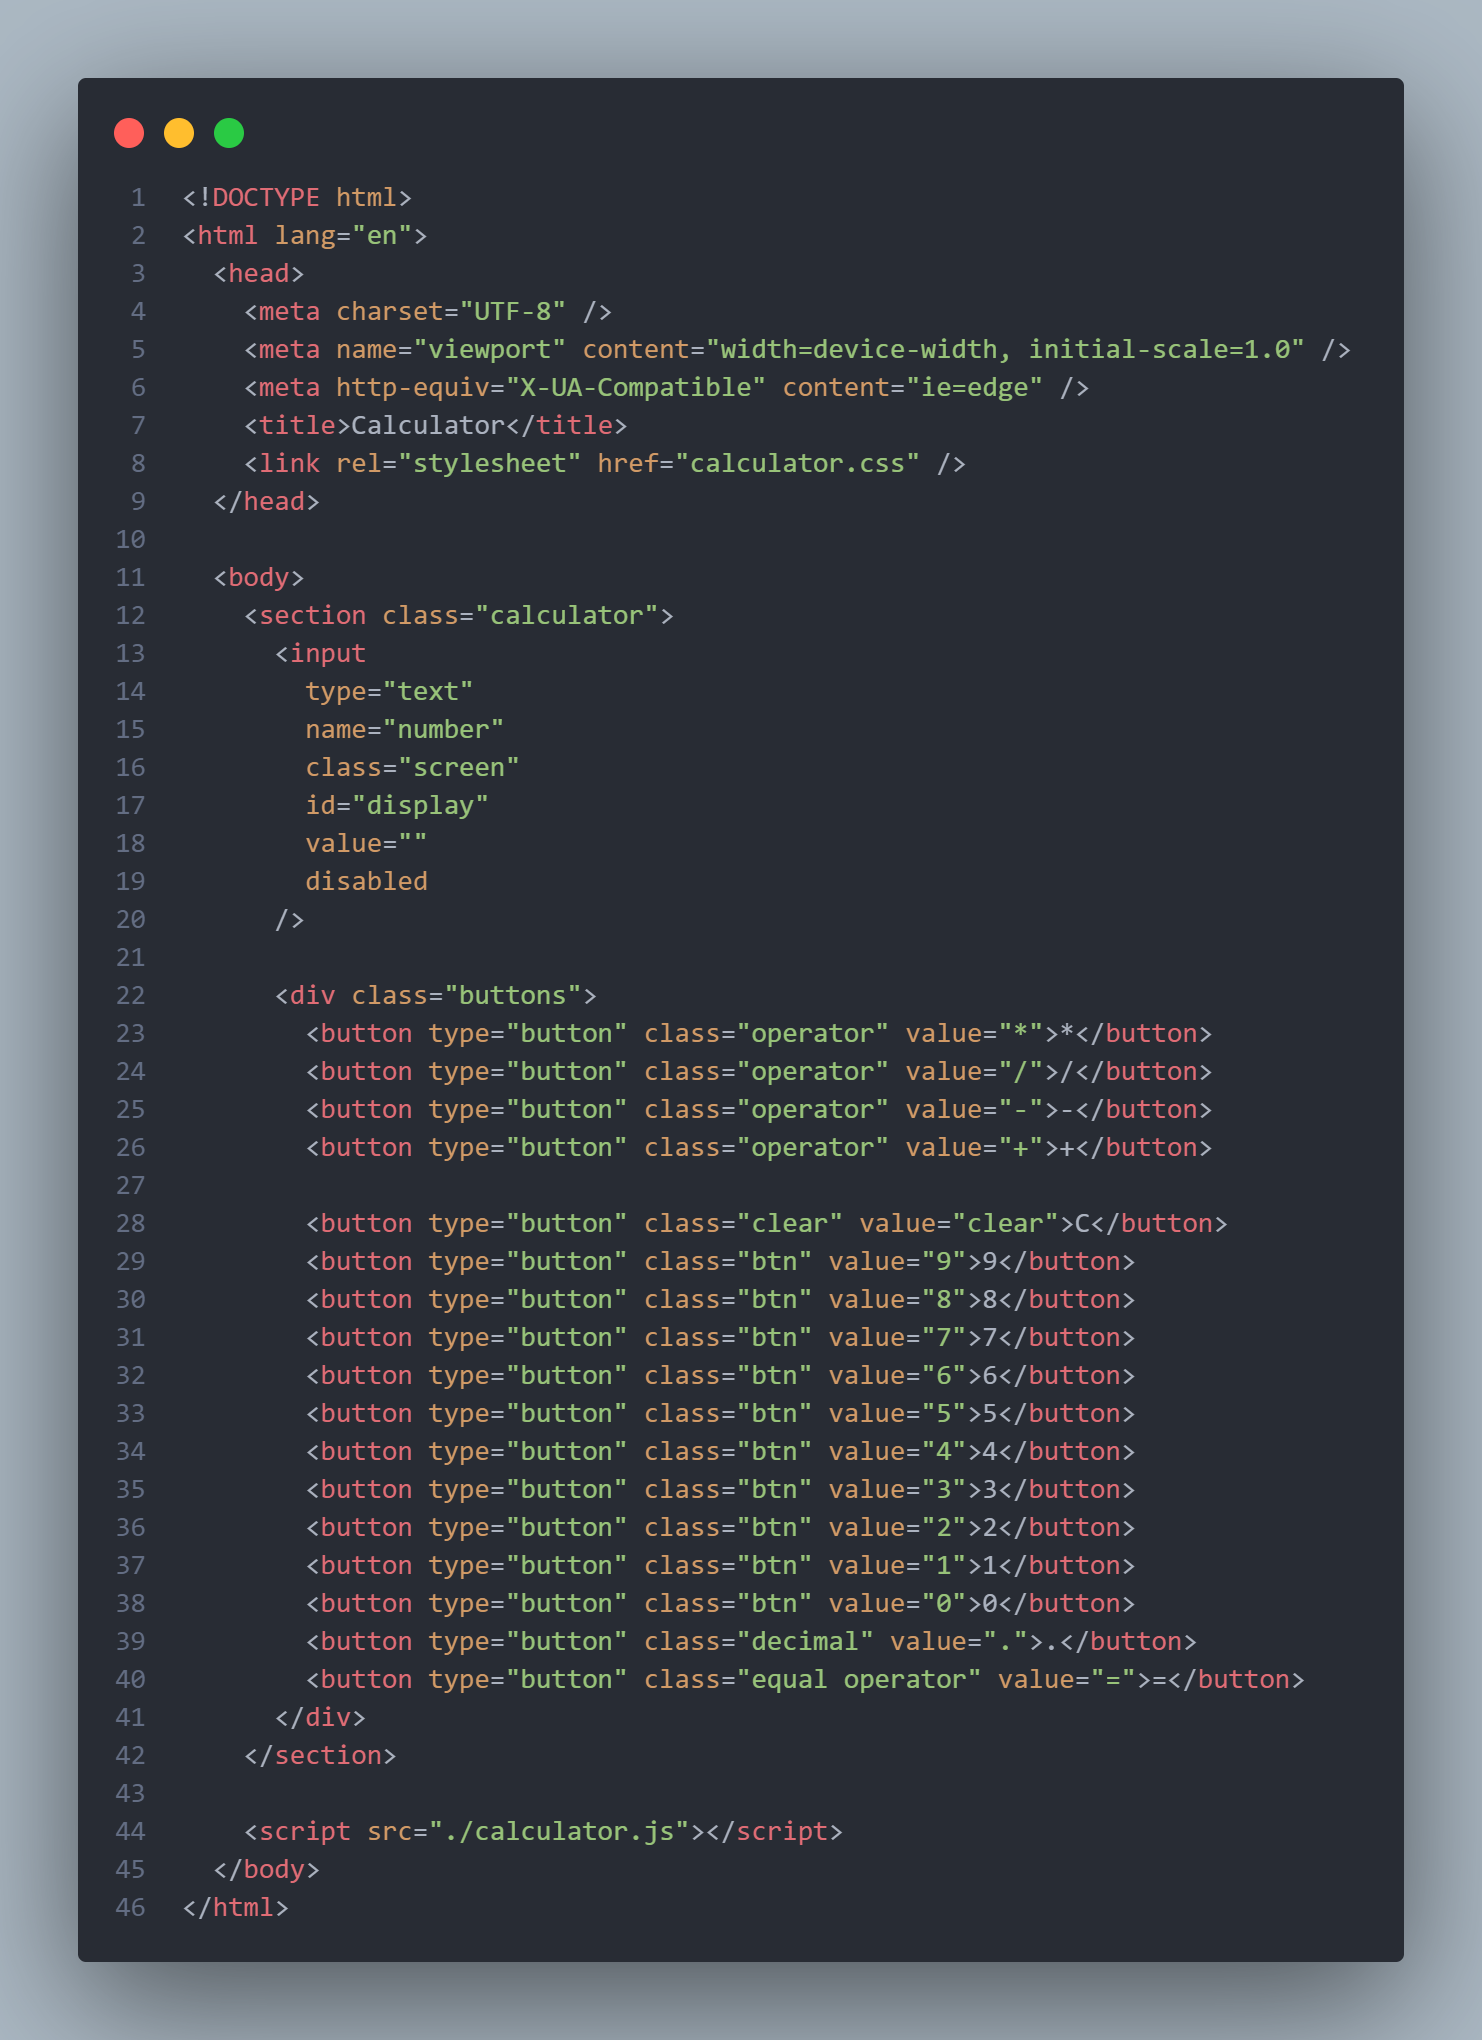 1 <!DOCTYPE html>
2 <html lang="en">
3   <head>
4     <meta charset="UTF-8" />
5     <meta name="viewport" content="width=device-width, initial-scale=1.0" />
6     <meta http-equiv="X-UA-Compatible" content="ie=edge" />
7     <title>Calculator</title>
8     <link rel="stylesheet" href="calculator.css" />
9   </head>
10
11   <body>
12     <section class="calculator">
13       <input
14         type="text"
15         name="number"
16         class="screen"
17         id="display"
18         value=""
19         disabled
20       />
21
22       <div class="buttons">
23         <button type="button" class="operator" value="*">*</button>
24         <button type="button" class="operator" value="/">/</button>
25         <button type="button" class="operator" value="-">-</button>
26         <button type="button" class="operator" value="+">+</button>
27
28         <button type="button" class="clear" value="clear">C</button>
29         <button type="button" class="btn" value="9">9</button>
30         <button type="button" class="btn" value="8">8</button>
31         <button type="button" class="btn" value="7">7</button>
32         <button type="button" class="btn" value="6">6</button>
33         <button type="button" class="btn" value="5">5</button>
34         <button type="button" class="btn" value="4">4</button>
35         <button type="button" class="btn" value="3">3</button>
36         <button type="button" class="btn" value="2">2</button>
37         <button type="button" class="btn" value="1">1</button>
38         <button type="button" class="btn" value="0">0</button>
39         <button type="button" class="decimal" value=".">.</button>
40         <button type="button" class="equal operator" value="=">=</button>
41       </div>
42     </section>
43
44     <script src="./calculator.js"></script>
45   </body>
46 </html>